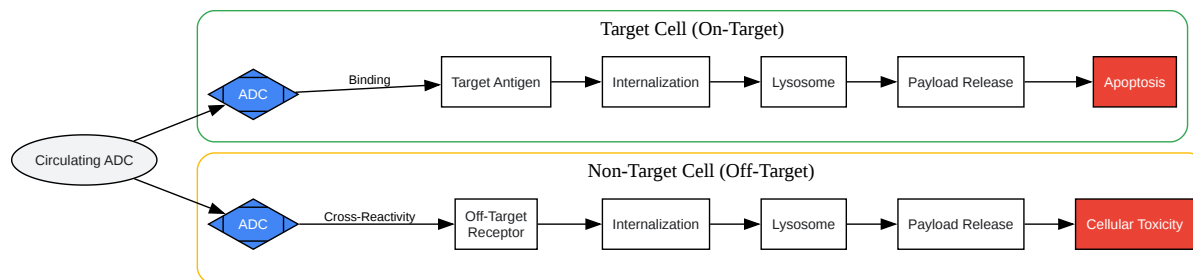 Target Cell (On-Target)
ADC
Binding
Target Antigen
Internalization
Lysosome
Payload Release
Apoptosis
Circulating ADC
Non-Target Cell (Off-Target)
ADC
Cross-Reactivity
Off-Target
Receptor
Internalization
Lysosome
Payload Release
Cellular Toxicity